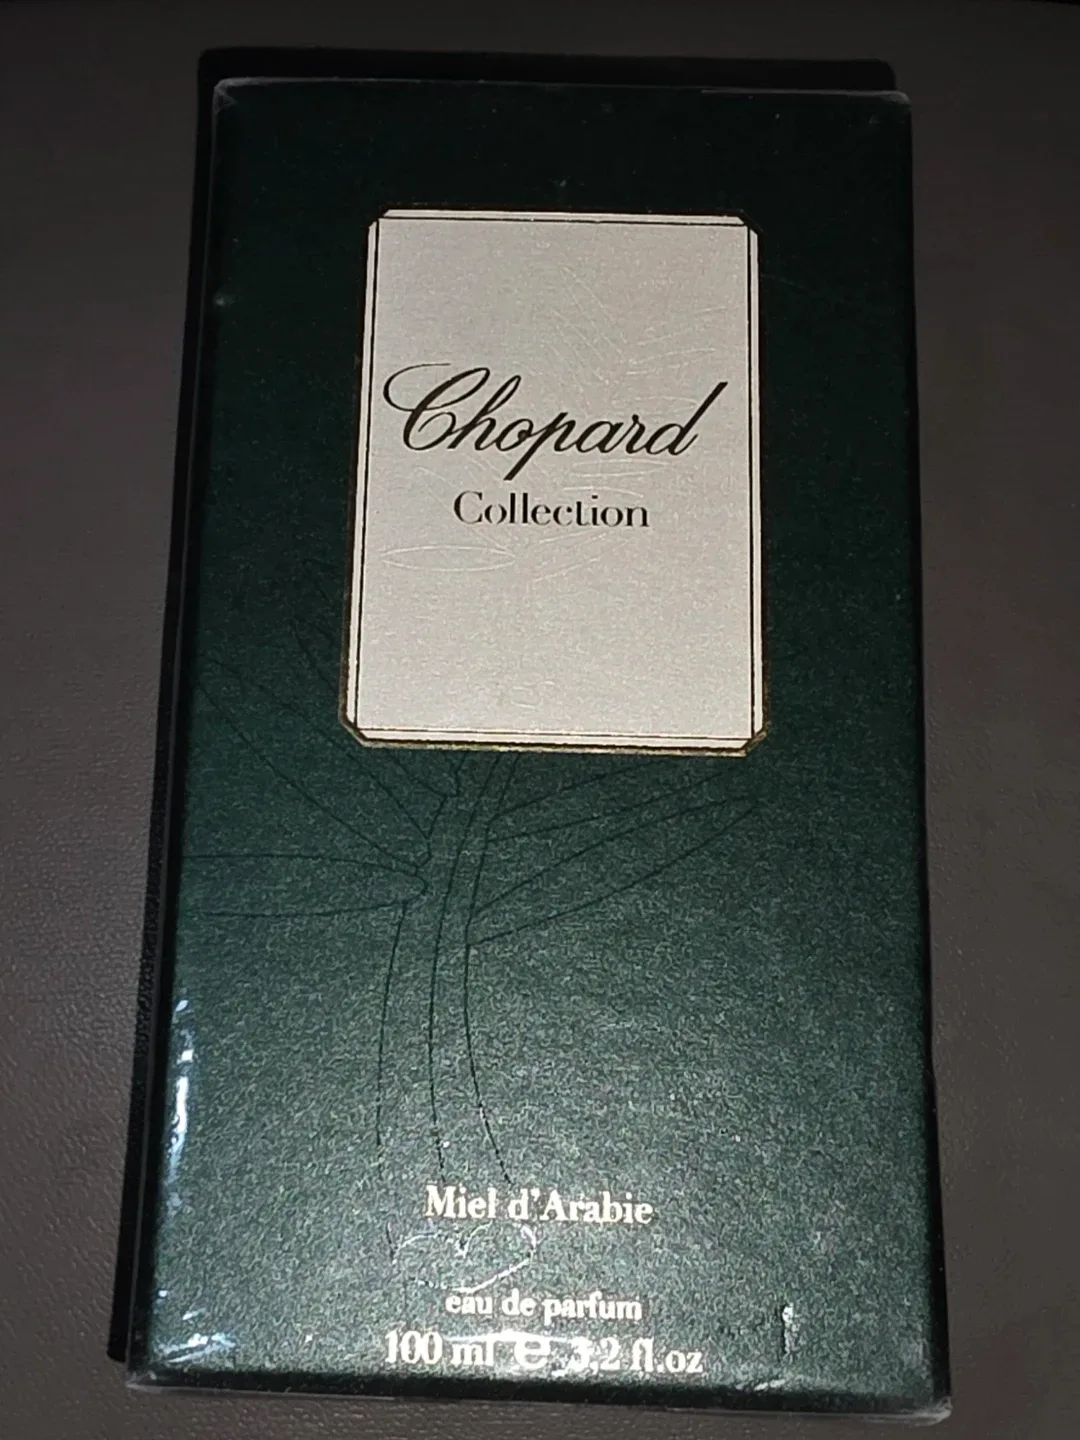 Chopard
Collection
Miel d'Arabie
eau de parfum
100 ml e 3,2 fl.oz